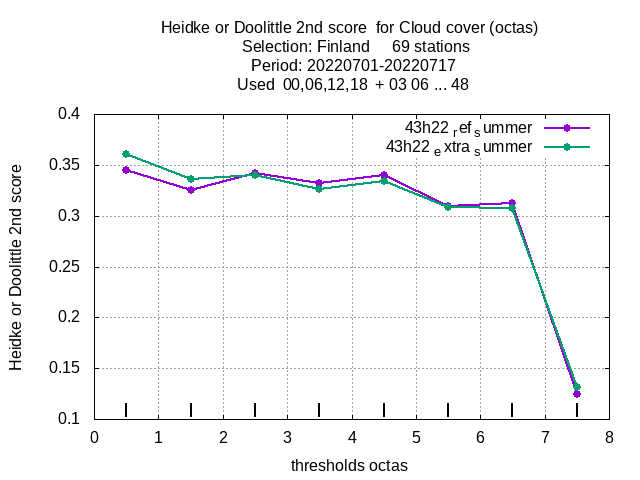 Heidke or Doolittle 2nd score  for Cloud cover (octas)
Selection: Finland     69 stations
Period: 20220701-20220717
Used  00,06,12,18  + 03 06 ... 48
Heidke or Doolittle 2nd score
0.4
0.35
0.3
0.25
0.2
0.15
0.1
43h22 ref summer
43h22 extra summer
0 1 2 3 4 5 6 7 8
thresholds octas